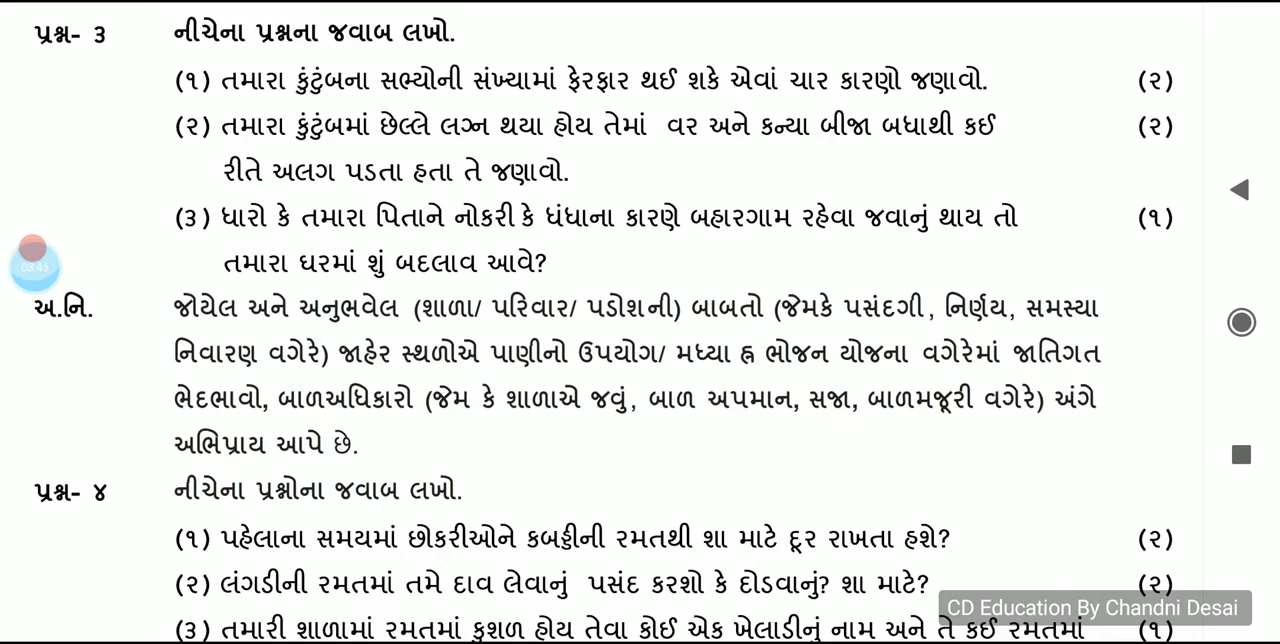 પ્રશ્ન- ૩ નીચેના પ્રશ્નના જવાબ લખો.
(૧) તમારા કુંટુંબના સભ્યોની સંખ્યામાં ફેરફાર થઈ શકે એવાં ચાર કારણો જણાવો. (૨)
(૨) તમારા કુંટુંબમાં છેલ્લે લગ્ન થયા હોય તેમાં વર અને કન્યા બીજા બધાથી કઈ (૨)
રીતે અલગ પડતા હતા તે જણાવો.
(૩) ધારો કે તમારા પિતાને નોકરી કે ધંધાના કારણે બહારગામ રહેવા જવાનું થાય તો (૧)
તમારા ઘરમાં શું બદલાવ આવે?
03:43
અ.નિ. જોયેલ અને અનુભવેલ (શાળા/ પરિવાર/ પડોશની) બાબતો (જેમકે પસંદગી, નિર્ણય, સમસ્યા
નિવારણ વગેરે) જાહેર સ્થળોએ પાણીનો ઉપયોગ/ મધ્યા હ્ન ભોજન યોજના વગેરેમાં જાતિગત
ભેદભાવો, બાળઅધિકારો (જેમ કે શાળાએ જવું, બાળ અપમાન, સજા, બાળમજૂરી વગેરે) અંગે
અભિપ્રાય આપે છે.
પ્રશ્ન- ૪ નીચેના પ્રશ્નોના જવાબ લખો.
(૧) પહેલાના સમયમાં છોકરીઓને કબડ્ડીની રમતથી શા માટે દૂર રાખતા હશે? (૨)
(૨) લંગડીની રમતમાં તમે દાવ લેવાનું પસંદ કરશો કે દોડવાનું? શા માટે? (૨)
CD Education By Chandni Desai
(૩) તમારી શાળામાં રમતમાં કુશળ હોય તેવા કોઈ એક ખેલાડીનું નામ અને તે કઈ રમતમાં (૧)